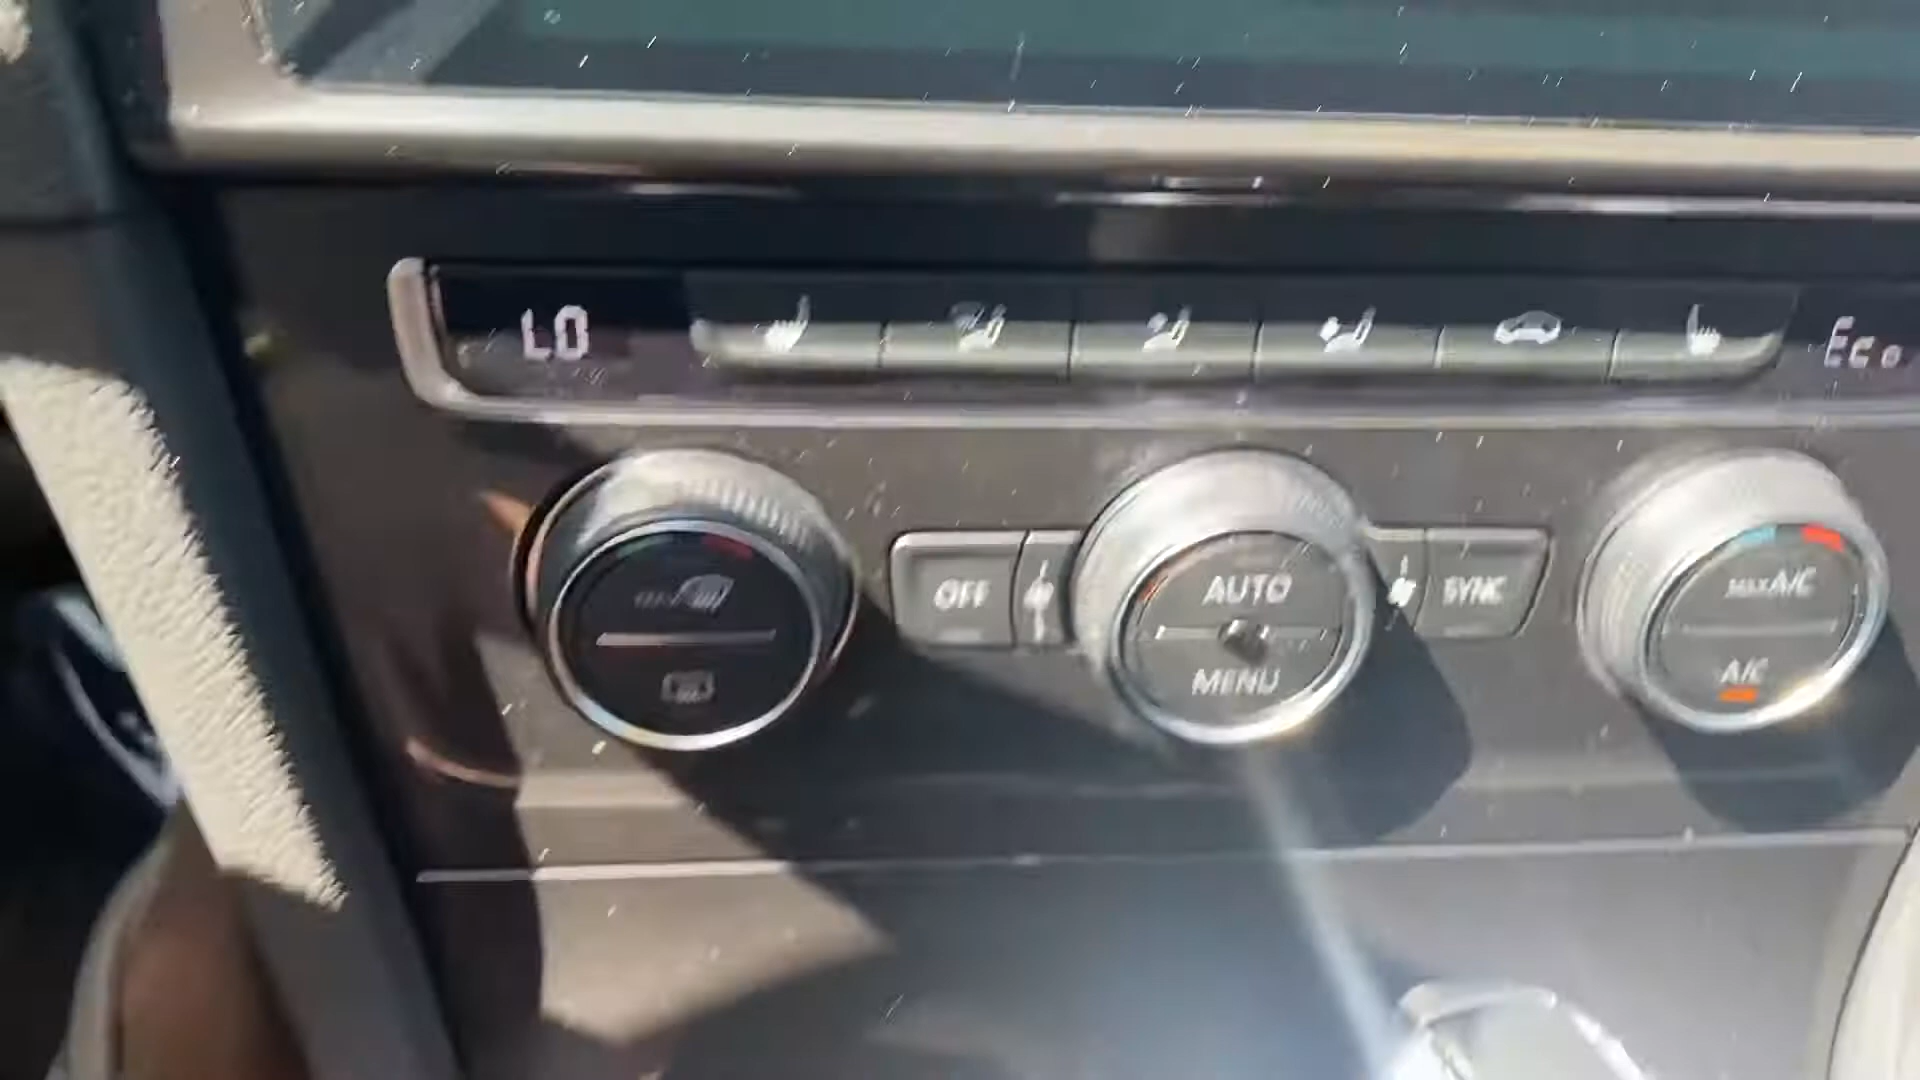 LO
Eco
OFF
AUTO
MENU
SYNC
MAX A/C
A/C